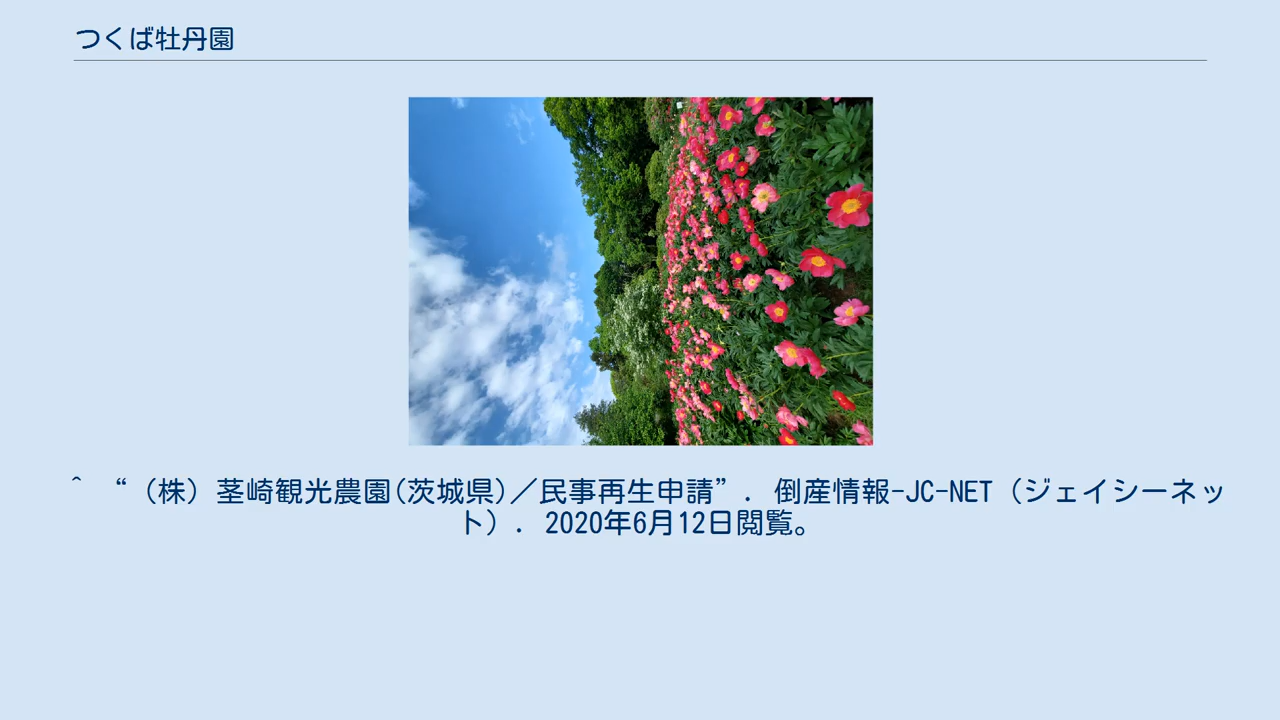 つくば牡丹園
^ “（株）茎崎観光農園(茨城県)／民事再生申請”. 倒産情報-JC-NET（ジェイシーネッ
ト）. 2020年6月12日閲覧。